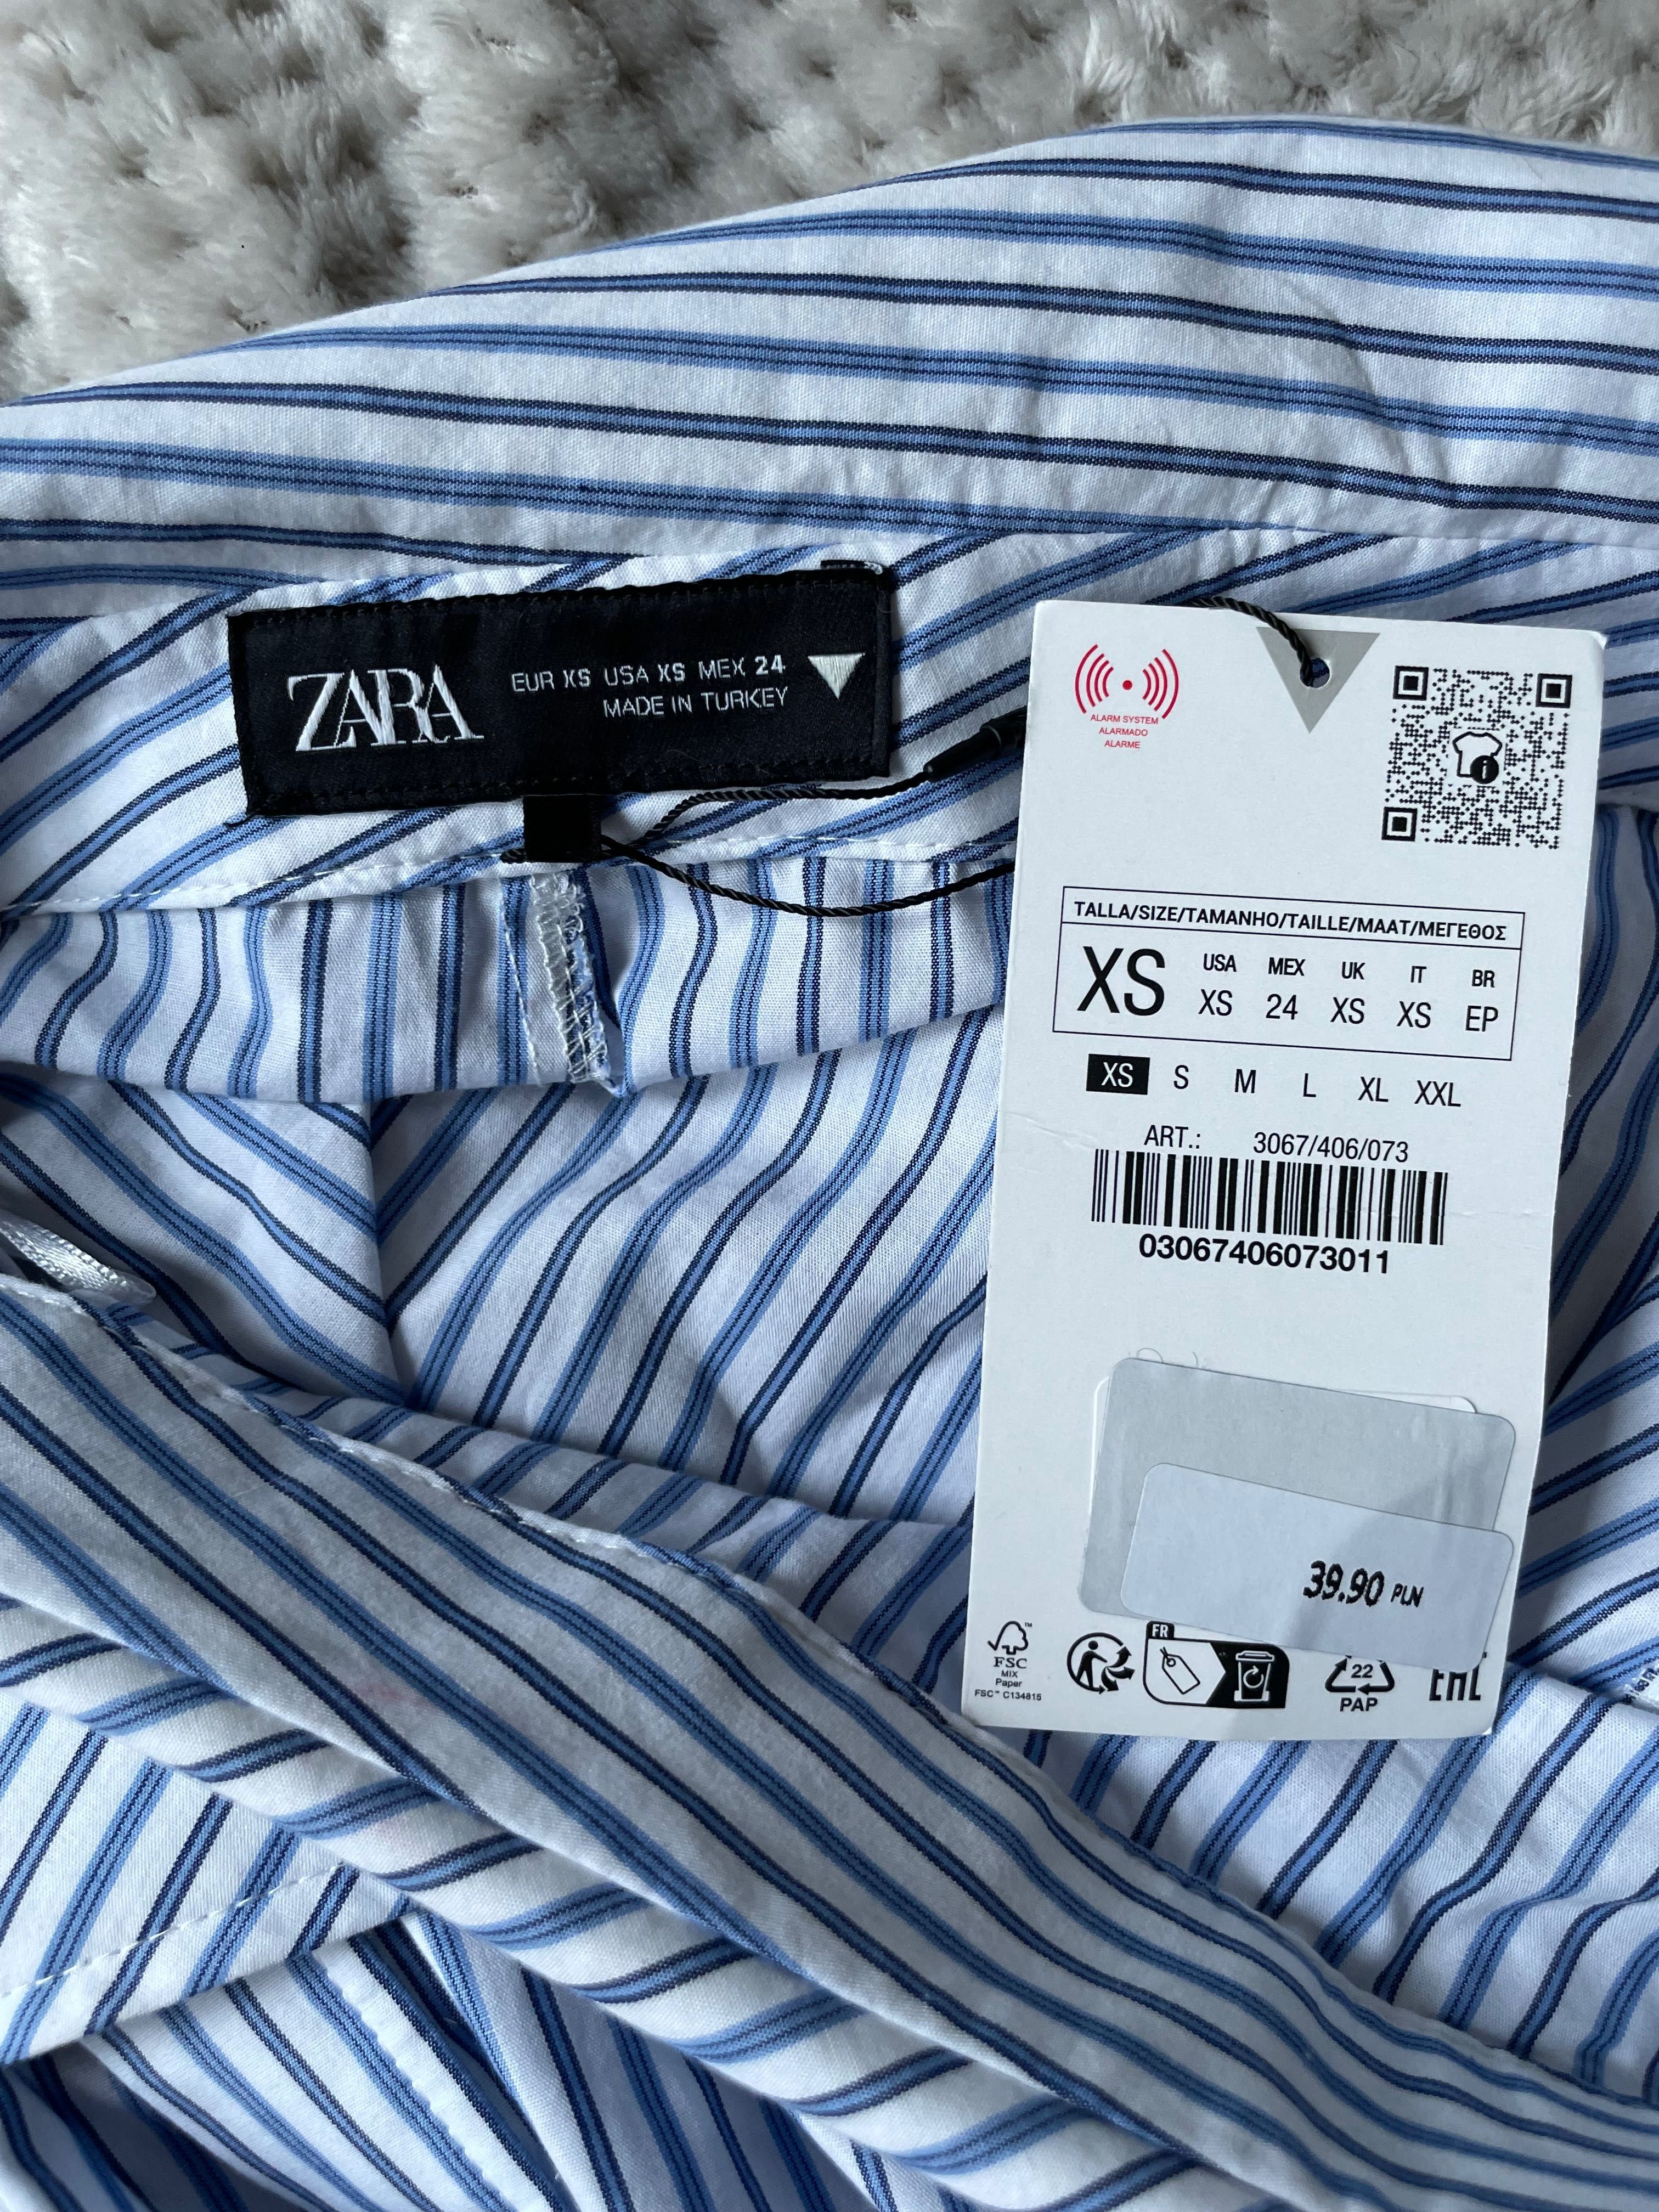 ZARA
EUR XS USA XS MEX 24
MADE IN TURKEY
ALARM SYSTEM
ALARMADO
ALARME
i
TALLA/SIZE/TAMANHO/TAILLE/MAAT/ΜΕΓΕΘΟΣ
XS
USA MEX UK IT BR
XS 24 XS XS EP
XS S M L XL XXL
ART.: 3067/406/073
03067406073011
39.90 PLN
FSC™
MIX
Paper
FSC™ C134815
FR
22
PAP
EAC